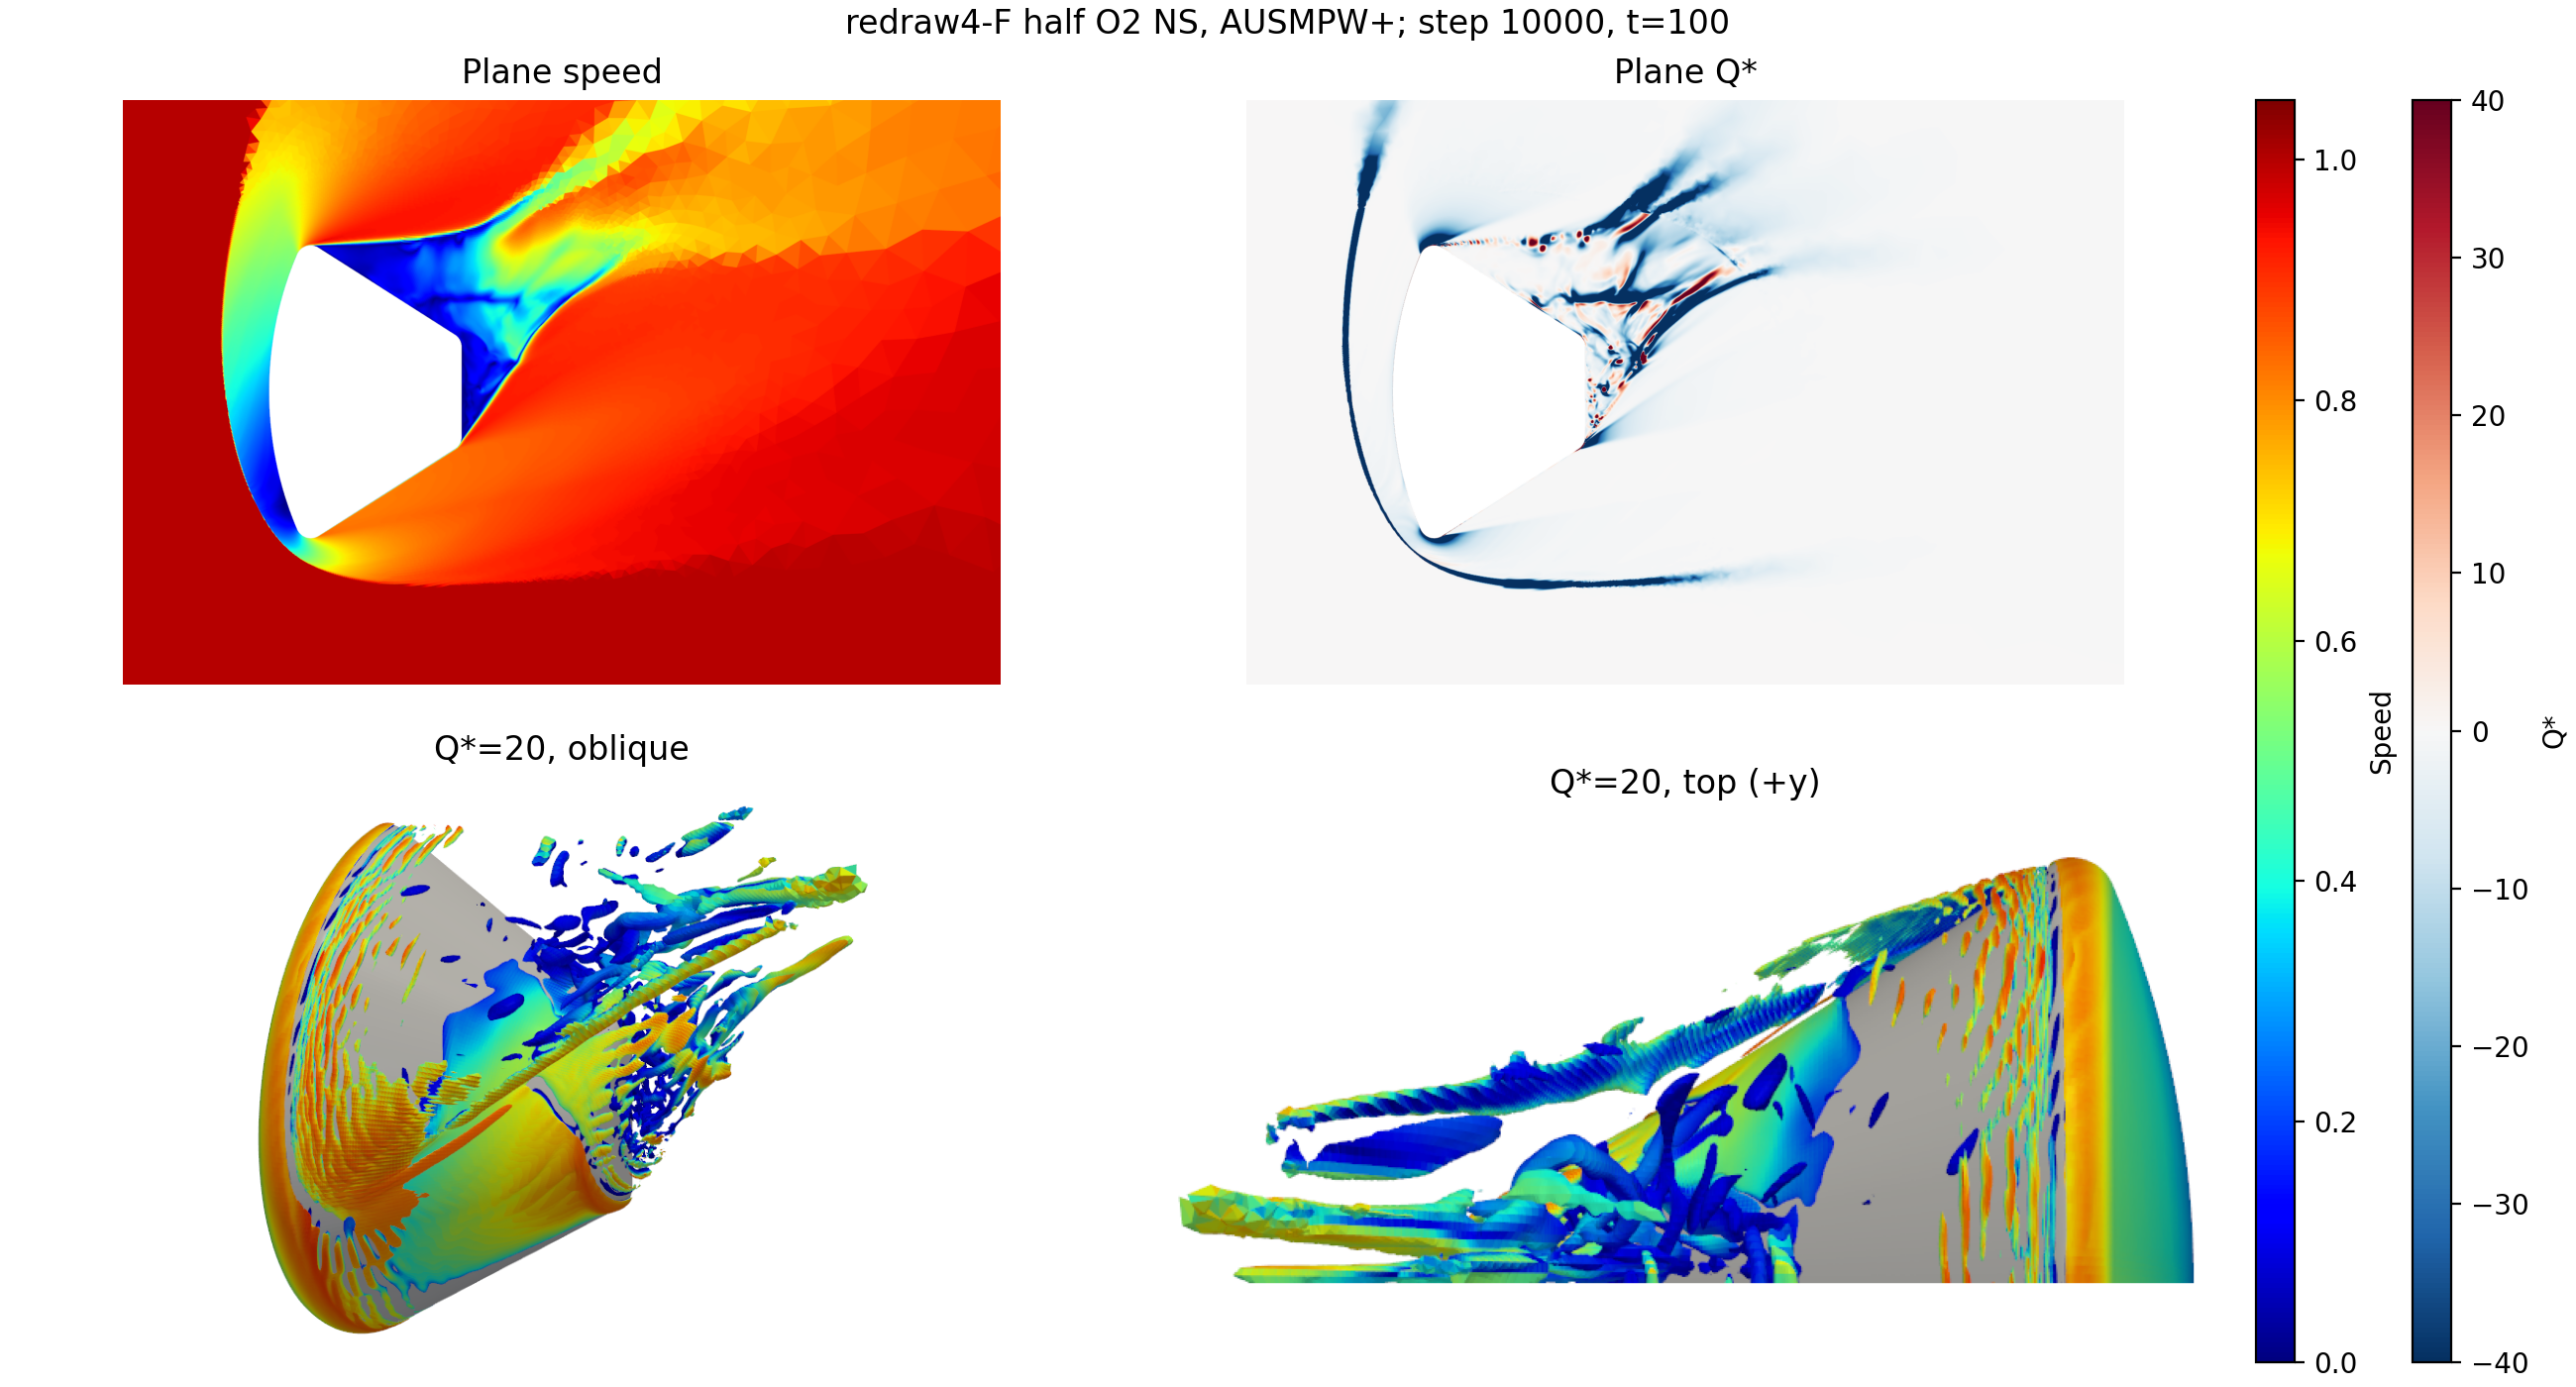 redraw4-F half O2 NS, AUSMPW+; step 10000, t=100
Plane speed
Plane Q*
Q*=20, oblique
Q*=20, top (+y)
1.0
0.8
0.6
0.4
0.2
0.0
Speed
40
30
20
10
0
−10
−20
−30
−40
Q*